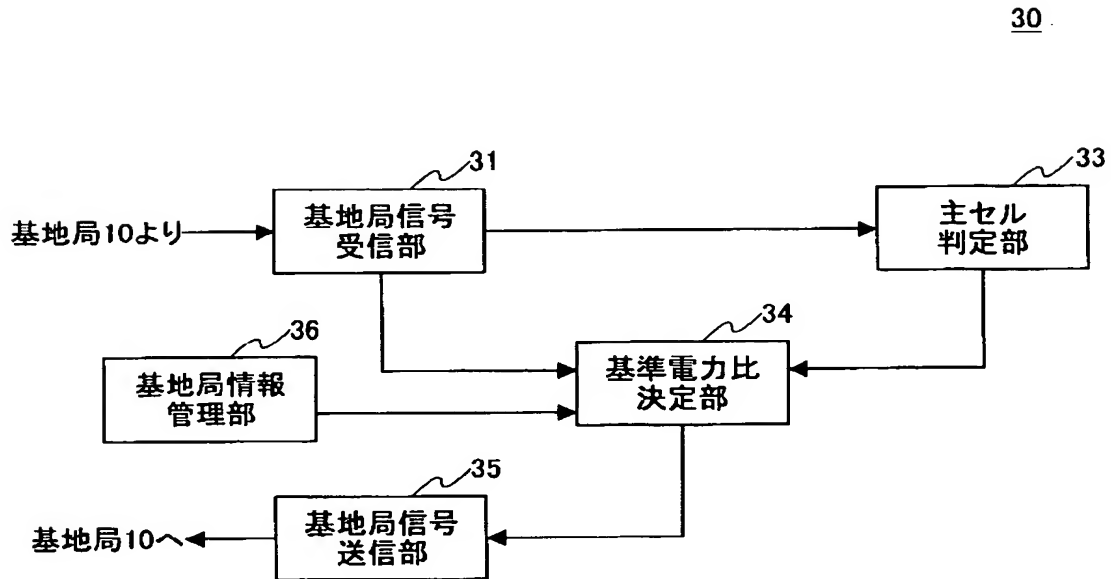 30
31
33
基地局10より
基地局信号
受信部
主セル
判定部
36
34
基地局情報
管理部
基準電力比
決定部
35
基地局10へ
基地局信号
送信部